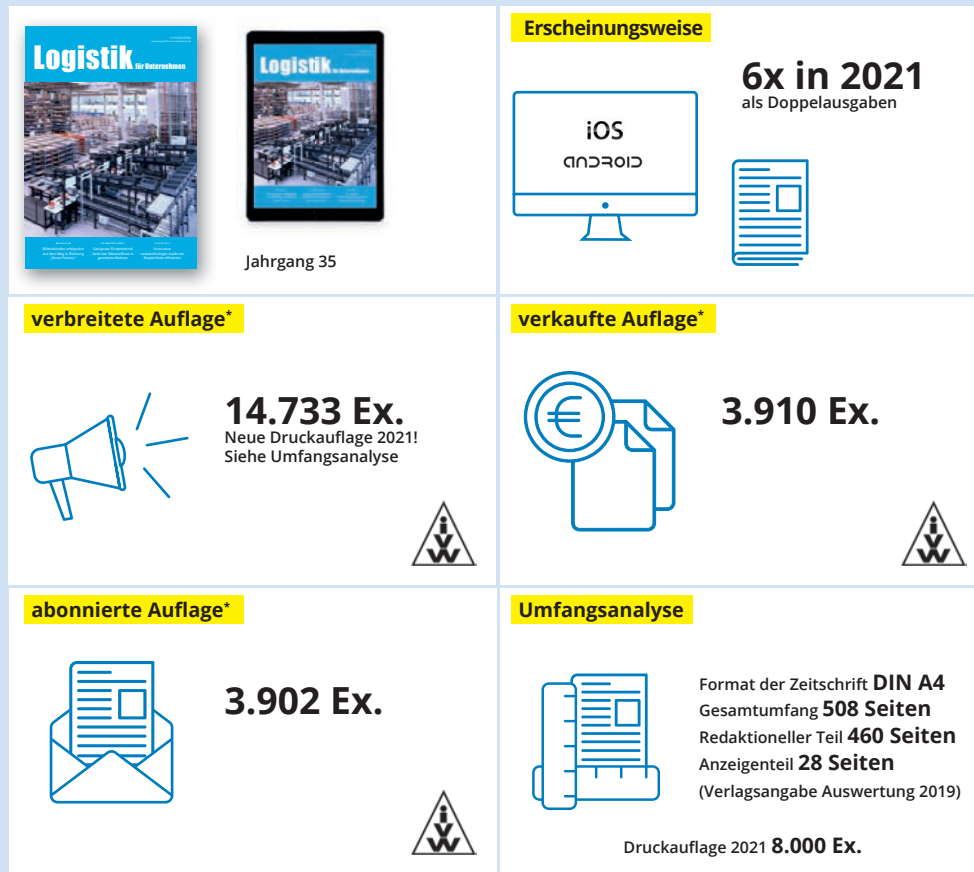 Logistik für Unternehmen
Logistik für Unternehmen
Jahrgang 35
Erscheinungsweise
iOS
ANDROID
6x in 2021
als Doppelausgaben
verbreitete Auflage*
14.733 Ex.
Neue Druckauflage 2021!
Siehe Umfangsanalyse
ivw
verkaufte Auflage*
€
3.910 Ex.
ivw
abonnierte Auflage*
3.902 Ex.
ivw
Umfangsanalyse
Format der Zeitschrift DIN A4
Gesamtumfang 508 Seiten
Redaktioneller Teil 460 Seiten
Anzeigenteil 28 Seiten
(Verlagsangabe Auswertung 2019)
Druckauflage 2021 8.000 Ex.